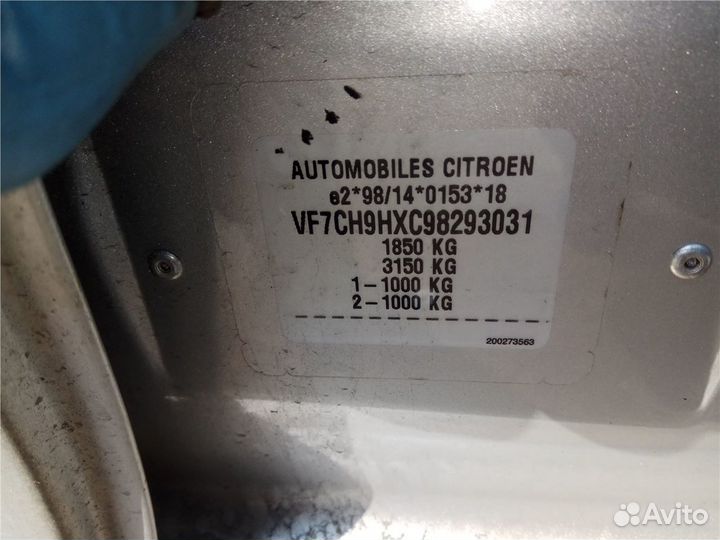 AUTOMOBILES CITROEN
e2*98/14*0153*18
VF7CH9HXC98293031
1850 KG
3150 KG
1-1000 KG
2-1000 KG
200273563
Avito